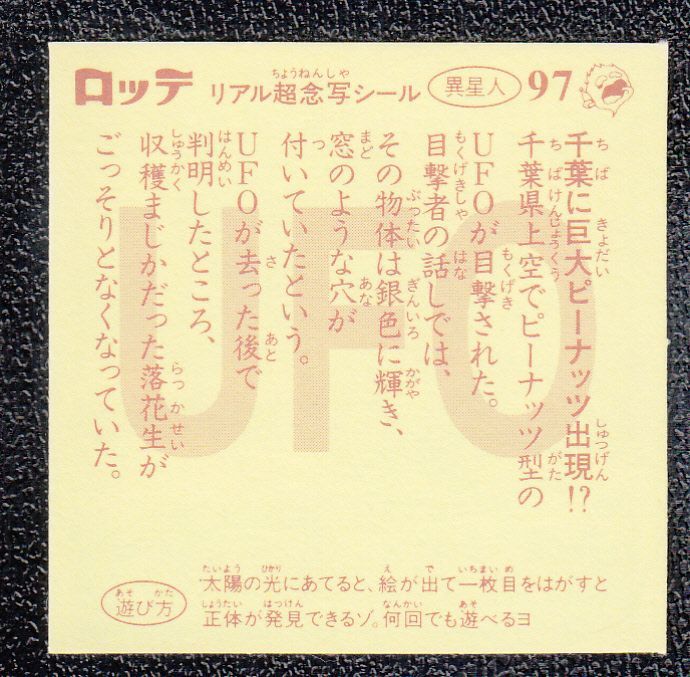 ロッテ リアル超念写シール 異星人 97
千葉に巨大ピーナッツ出現!?
千葉県上空でピーナッツ型の
UFOが目撃された。
目撃者の話しでは、
その物体は銀色に輝き、
窓のような穴が
付いていたという。
UFOが去った後で
判明したところ、
収穫まじかだった落花生が
ごっそりとなくなっていた。
UFO
遊び方
太陽の光にあてると、絵が出て一枚目をはがすと
正体が発見できるゾ。何回でも遊べるヨ